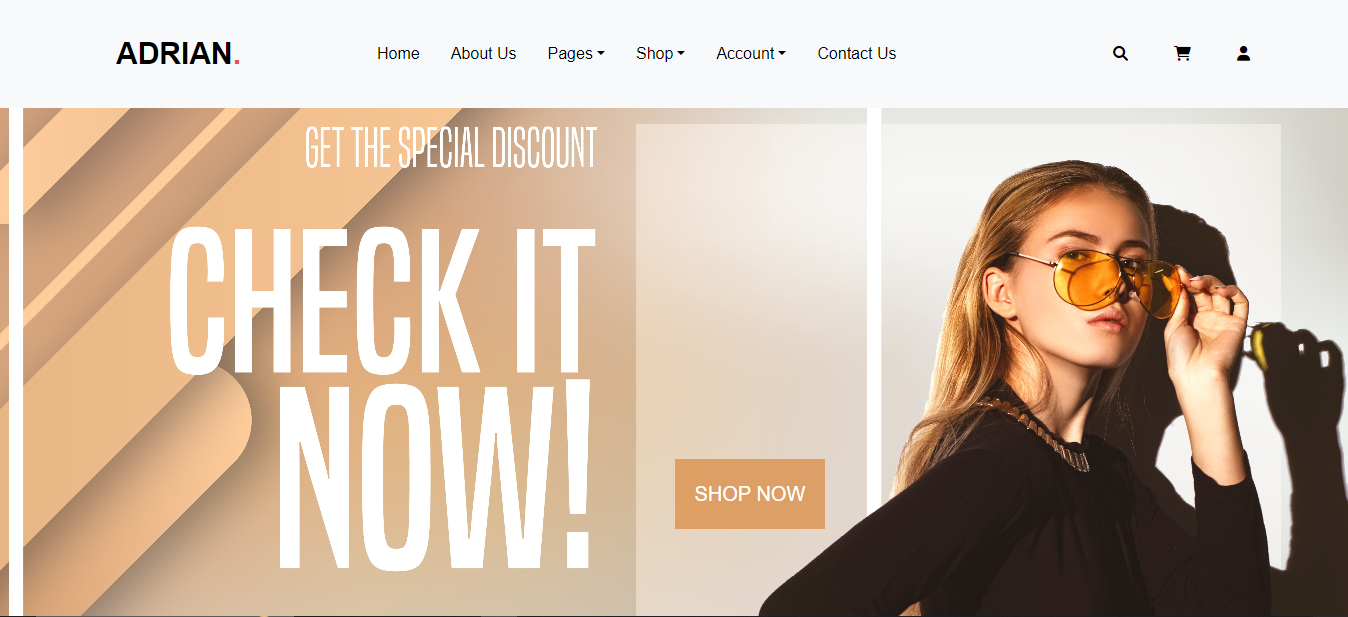 ADRIAN.
Home About Us Pages Shop Account Contact Us
GET THE SPECIAL DISCOUNT
CHECK IT
NOW!
SHOP NOW